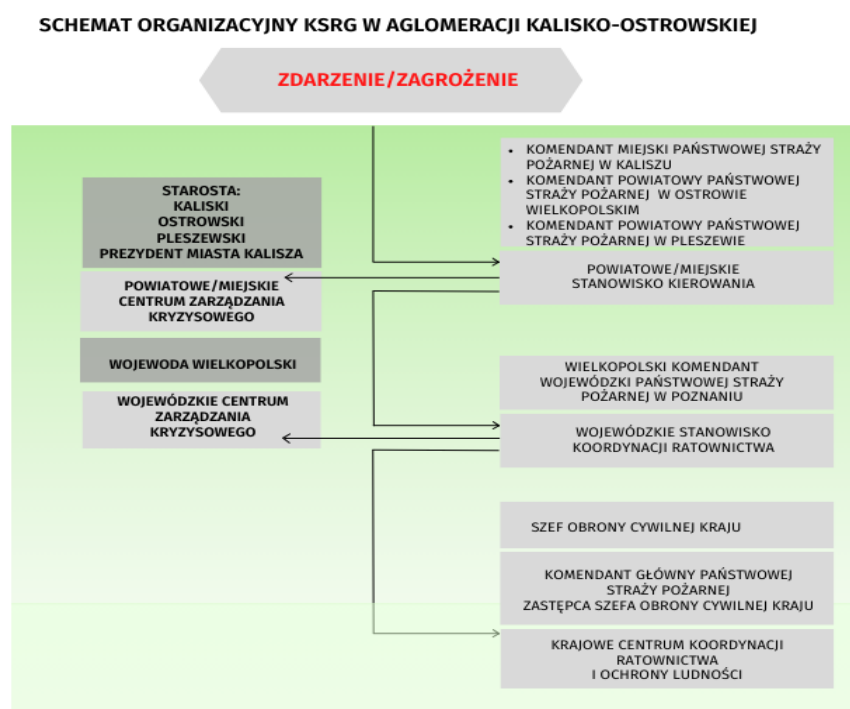 SCHEMAT ORGANIZACYJNY KSRG W AGLOMERACJI KALISKO-OSTROWSKIEJ
ZDARZENIE/ZAGROŻENIE
STAROSTA:
KALISKI
OSTROWSKI
PLESZEWSKI
PREZYDENT MIASTA KALISZA
POWIATOWE/MIEJSKIE
CENTRUM ZARZĄDZANIA
KRYZYSOWEGO
WOJEWODA WIELKOPOLSKI
WOJEWÓDZKIE CENTRUM
ZARZĄDZANIA
KRYZYSOWEGO
• KOMENDANT MIEJSKI PAŃSTWOWEJ STRAŻY
POŻARNEJ W KALISZU
• KOMENDANT POWIATOWY PAŃSTWOWEJ
STRAŻY POŻARNEJ W OSTROWIE
WIELKOPOLSKIM
• KOMENDANT POWIATOWY PAŃSTWOWEJ
STRAŻY POŻARNEJ W PLESZEWIE
POWIATOWE/MIEJSKIE
STANOWISKO KIEROWANIA
WIELKOPOLSKI KOMENDANT
WOJEWÓDZKI PAŃSTWOWEJ STRAŻY
POŻARNEJ W POZNANIU
WOJEWÓDZKIE STANOWISKO
KOORDYNACJI RATOWNICTWA
SZEF OBRONY CYWILNEJ KRAJU
KOMENDANT GŁÓWNY PAŃSTWOWEJ
STRAŻY POŻARNEJ
ZASTĘPCA SZEFA OBRONY CYWILNEJ KRAJU
KRAJOWE CENTRUM KOORDYNACJI
RATOWNICTWA
I OCHRONY LUDNOŚCI